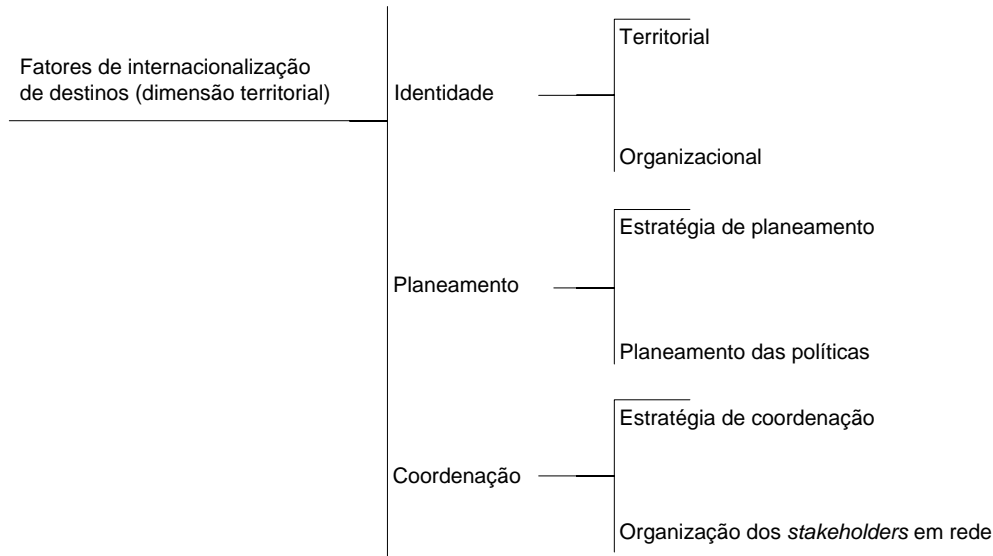 Fatores de internacionalização
de destinos (dimensão territorial)
Identidade
Territorial
Organizacional
Planeamento
Estratégia de planeamento
Planeamento das políticas
Coordenação
Estratégia de coordenação
Organização dos stakeholders em rede